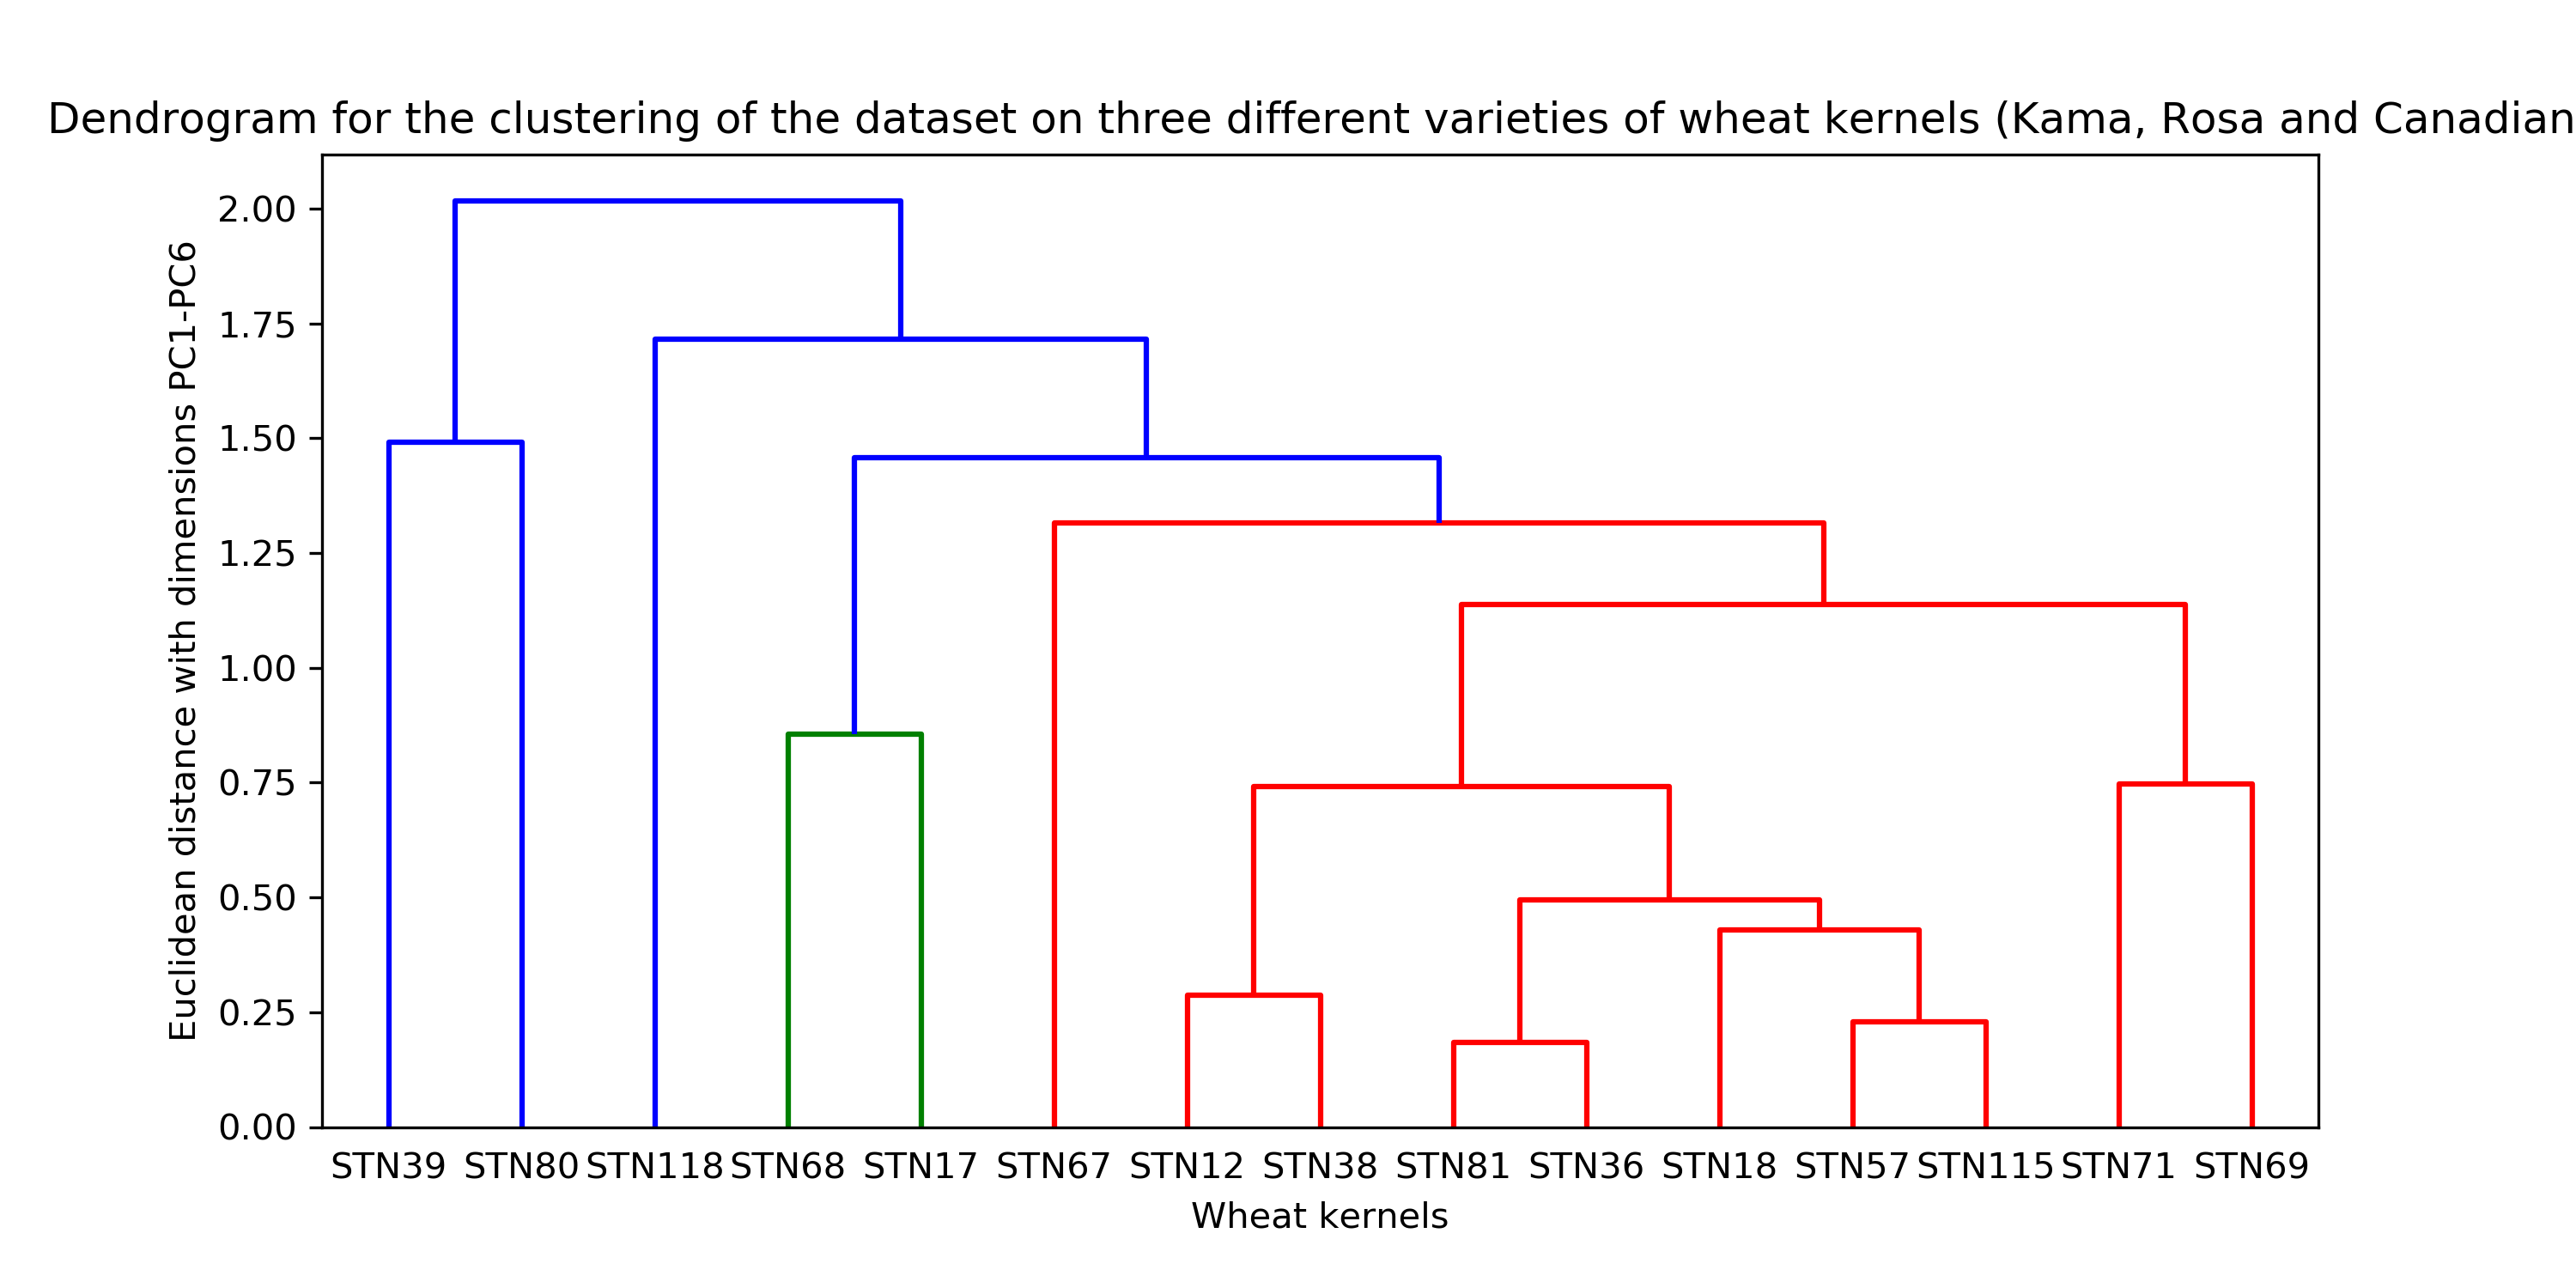 Dendrogram for the clustering of the dataset on three different varieties of wheat kernels (Kama, Rosa and Canadian
Euclidean distance with dimensions PC1-PC6
2.00
1.75
1.50
1.25
1.00
0.75
0.50
0.25
0.00
STN39 STN80 STN118 STN68 STN17 STN67 STN12 STN38 STN81 STN36 STN18 STN57 STN115 STN71 STN69
Wheat kernels